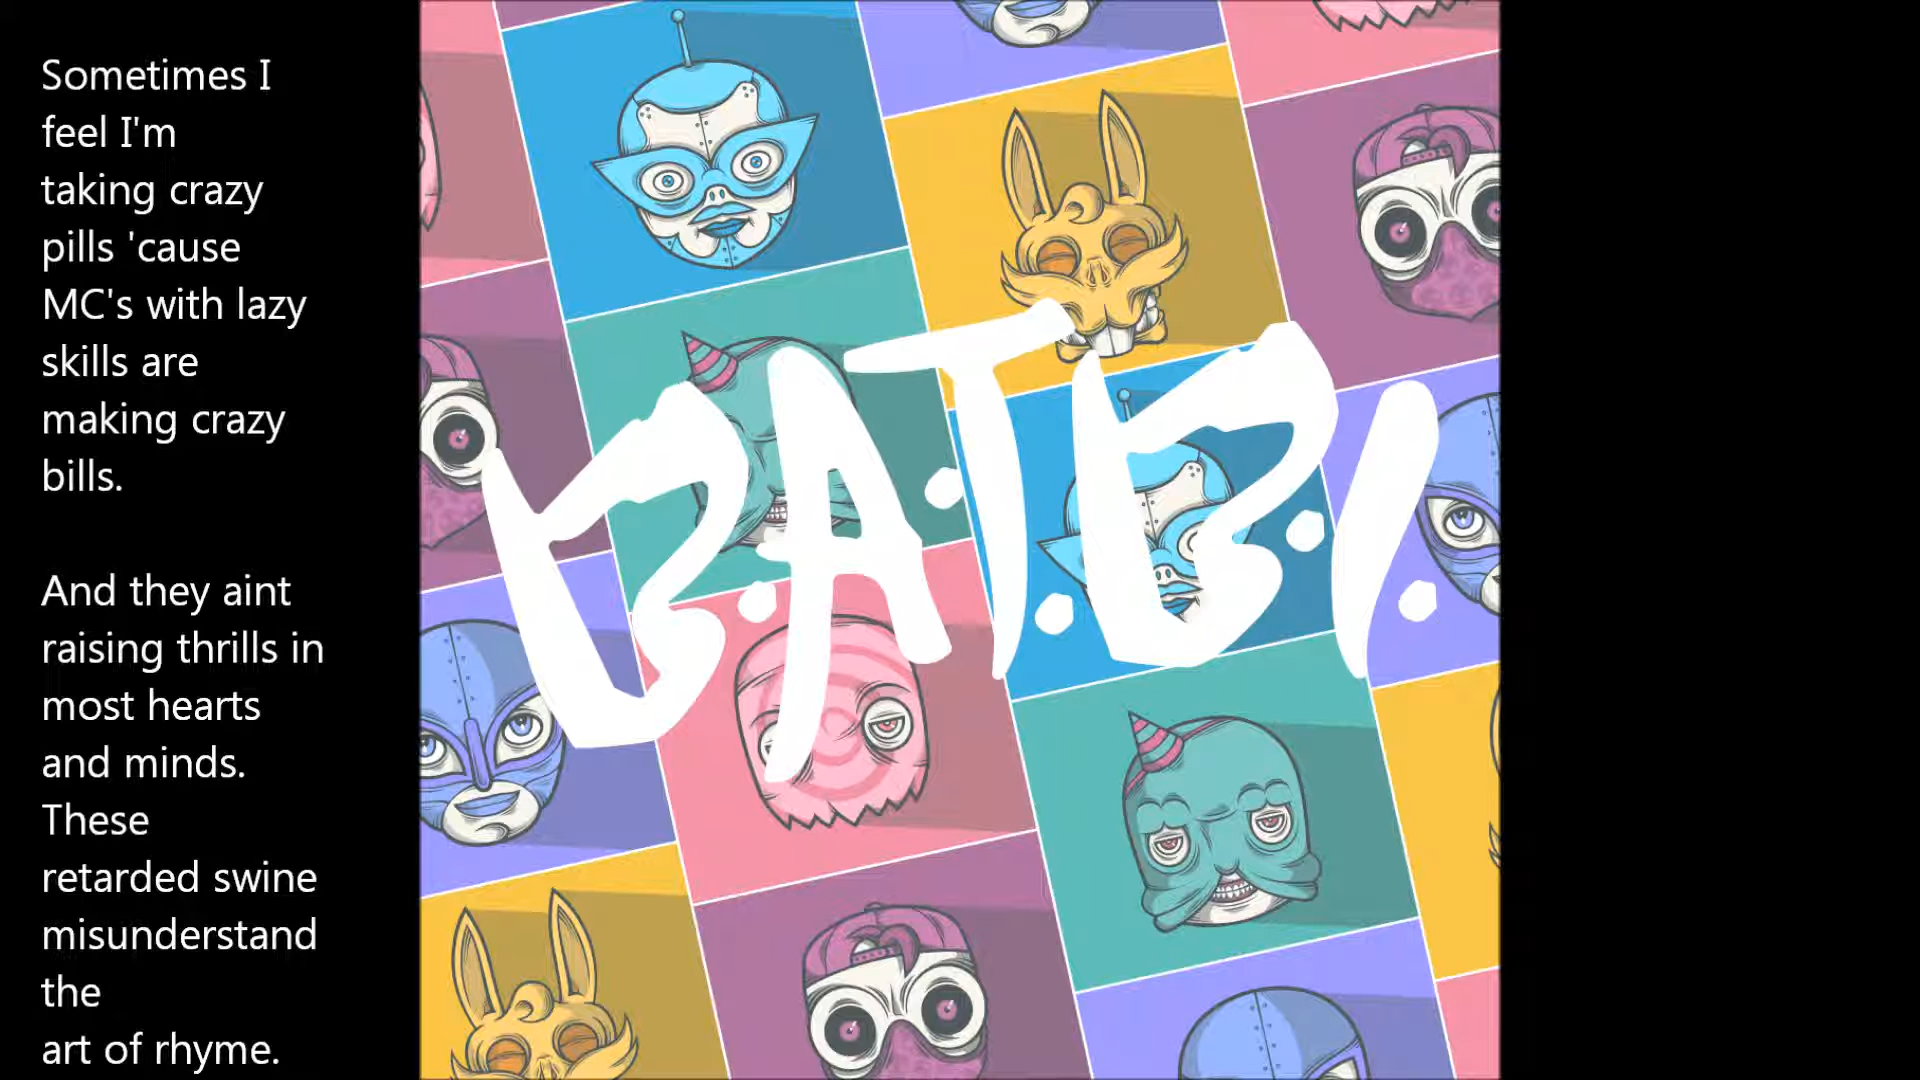 Sometimes I
feel I'm
taking crazy
pills 'cause
MC's with lazy
skills are
making crazy
bills.
And they aint
raising thrills in
most hearts
and minds.
These
retarded swine
misunderstand
the
art of rhyme.
B.A.T.B.I.